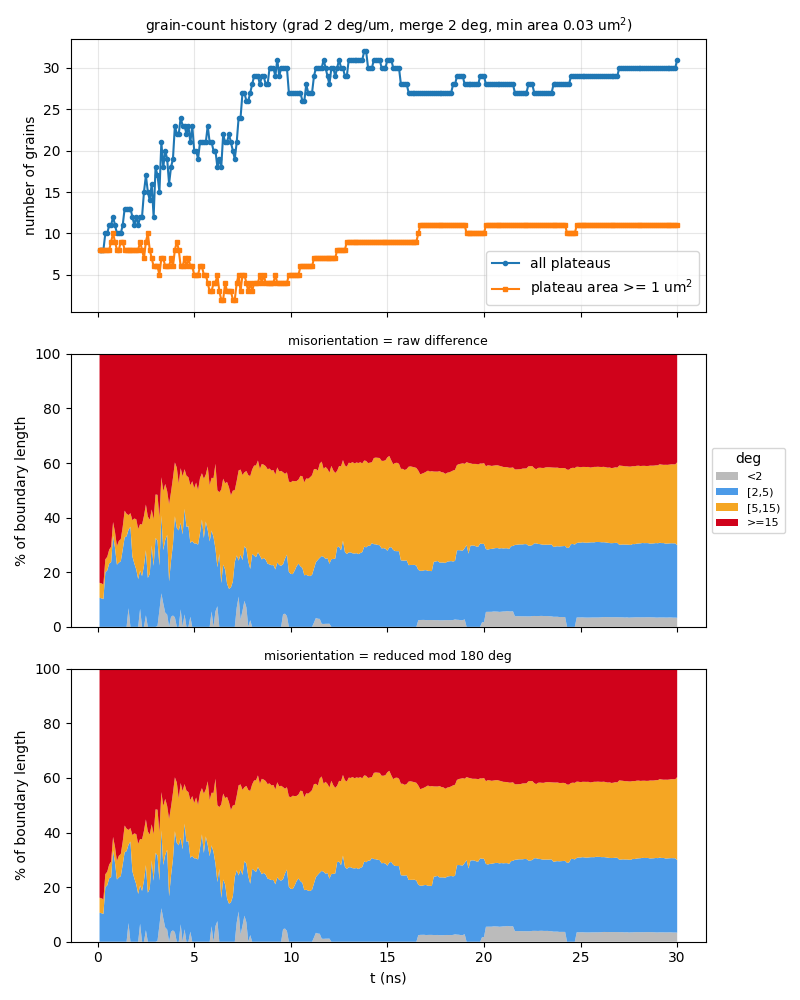 grain-count history (grad 2 deg/um, merge 2 deg, min area 0.03 um²)
30
25
20
15
10
5
number of grains
all plateaus
plateau area >= 1 um²
misorientation = raw difference
100
80
60
40
20
0
% of boundary length
deg
<2
[2,5)
[5,15)
>=15
misorientation = reduced mod 180 deg
100
80
60
40
20
0
% of boundary length
0 5 10 15 20 25 30
t (ns)